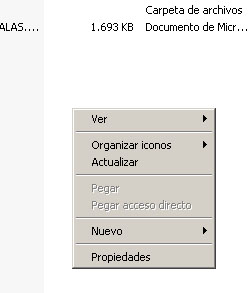 Carpeta de archivos
ALAS.... 1.693 KB Documento de Micr...
Ver
Organizar iconos
Actualizar
Pegar
Pegar acceso directo
Nuevo
Propiedades